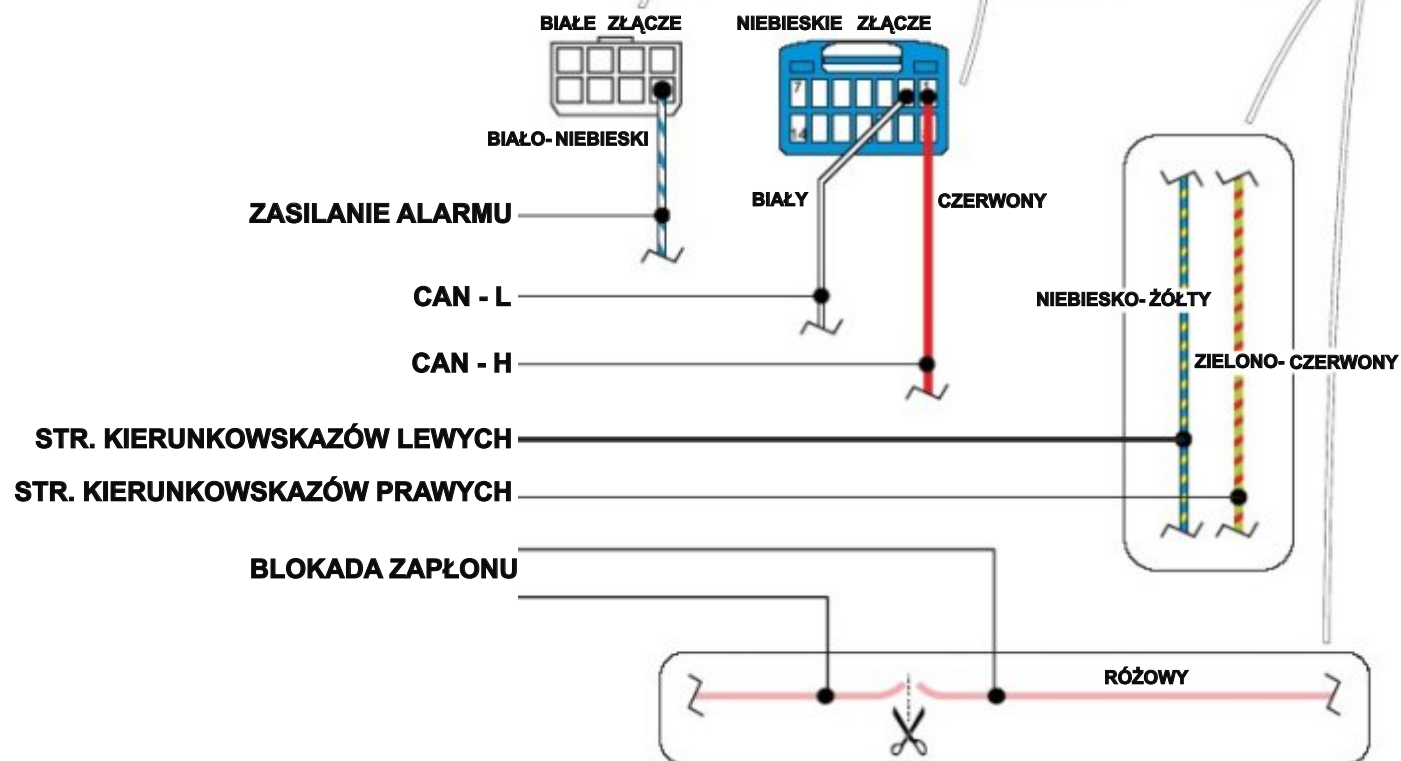 BIAŁE ZŁĄCZE
NIEBIESKIE ZŁĄCZE
7
1
14
BIAŁO-NIEBIESKI
BIAŁY
CZERWONY
ZASILANIE ALARMU
CAN - L
CAN - H
NIEBIESKO-ŻÓŁTY
ZIELONO- CZERWONY
STR. KIERUNKOWSKAZÓW LEWYCH
STR. KIERUNKOWSKAZÓW PRAWYCH
BLOKADA ZAPŁONU
RÓŻOWY